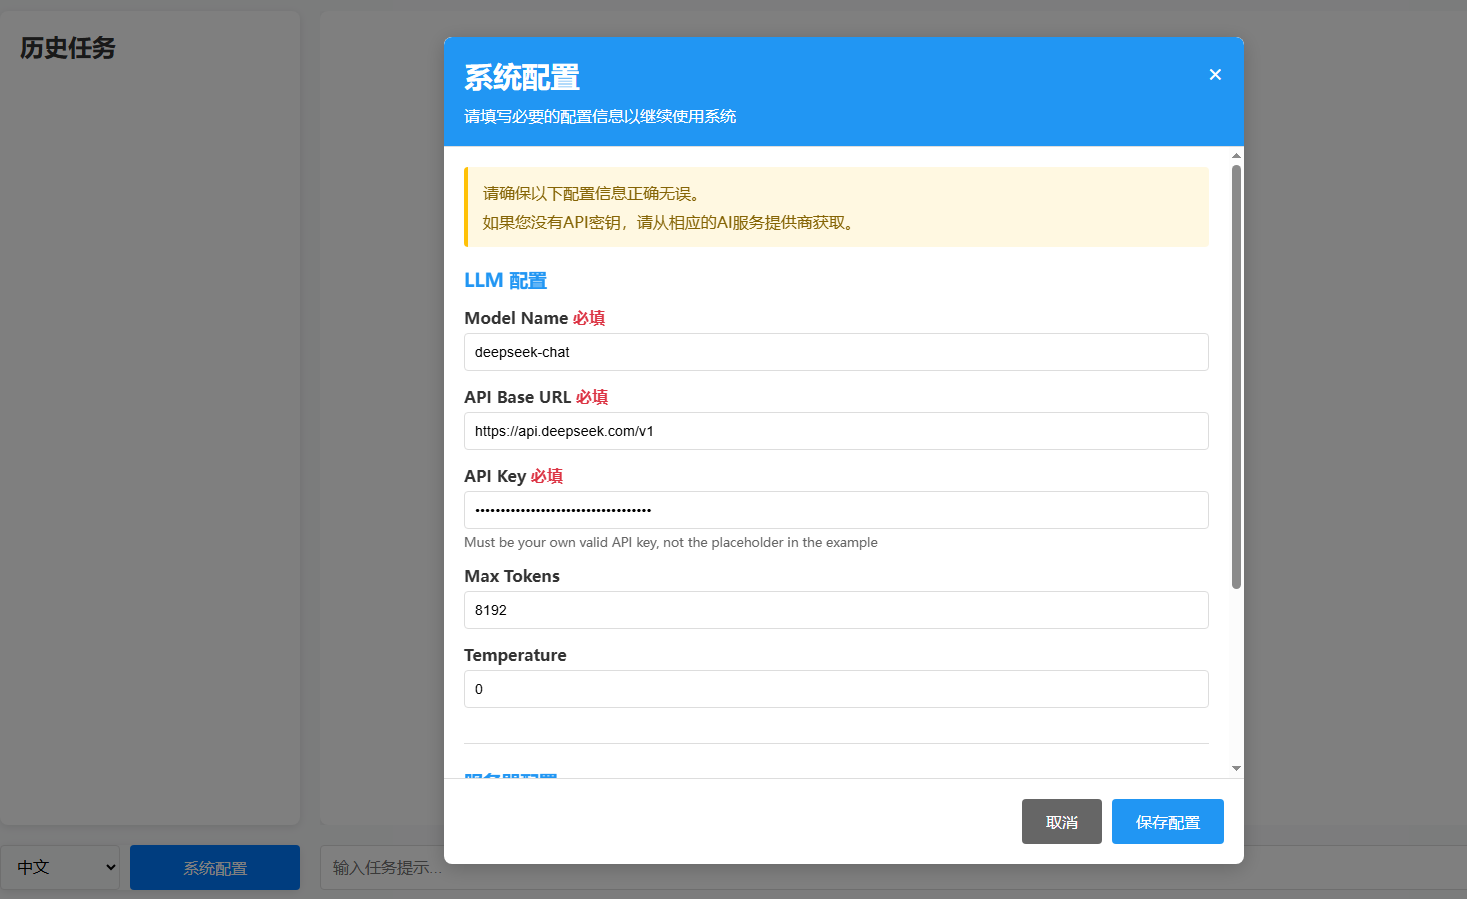 历史任务
系统配置
×
请填写必要的配置信息以继续使用系统
请确保以下配置信息正确无误。
如果您没有API密钥，请从相应的AI服务提供商获取。
LLM 配置
Model Name 必填
deepseek-chat
API Base URL 必填
https://api.deepseek.com/v1
API Key 必填
Must be your own valid API key, not the placeholder in the example
Max Tokens
8192
Temperature
0
服务器配置
取消
保存配置
中文
系统配置
输入任务提示...